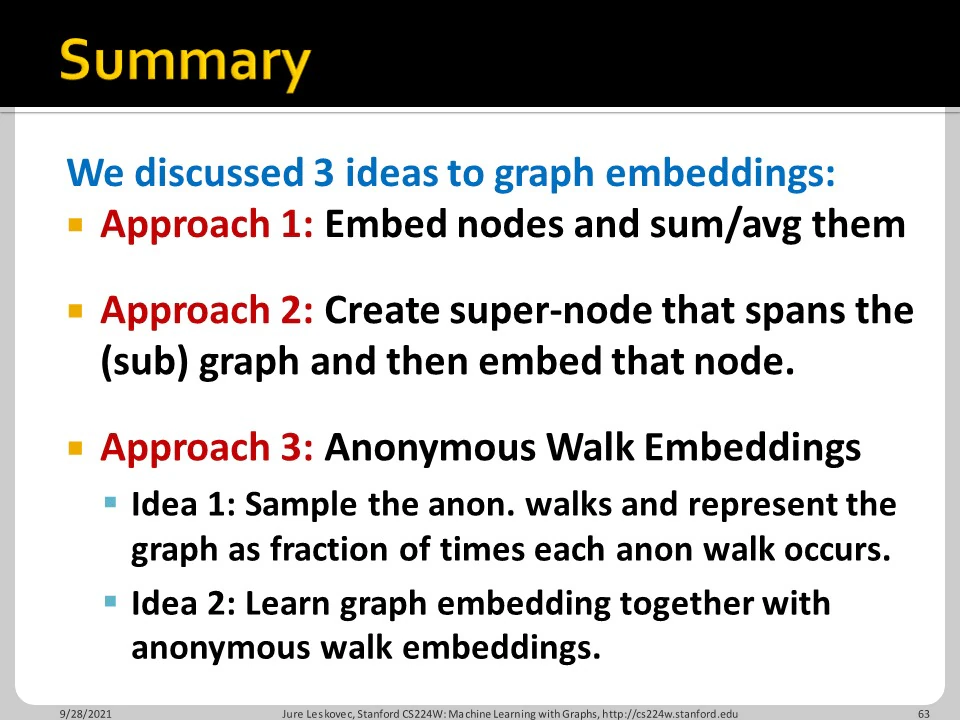 Summary
We discussed 3 ideas to graph embeddings:
Approach 1: Embed nodes and sum/avg them
Approach 2: Create super-node that spans the
(sub) graph and then embed that node.
Approach 3: Anonymous Walk Embeddings
Idea 1: Sample the anon. walks and represent the
graph as fraction of times each anon walk occurs.
Idea 2: Learn graph embedding together with
anonymous walk embeddings.
9/28/2021 Jure Leskovec, Stanford CS224W: Machine Learning with Graphs, http://cs224w.stanford.edu 63